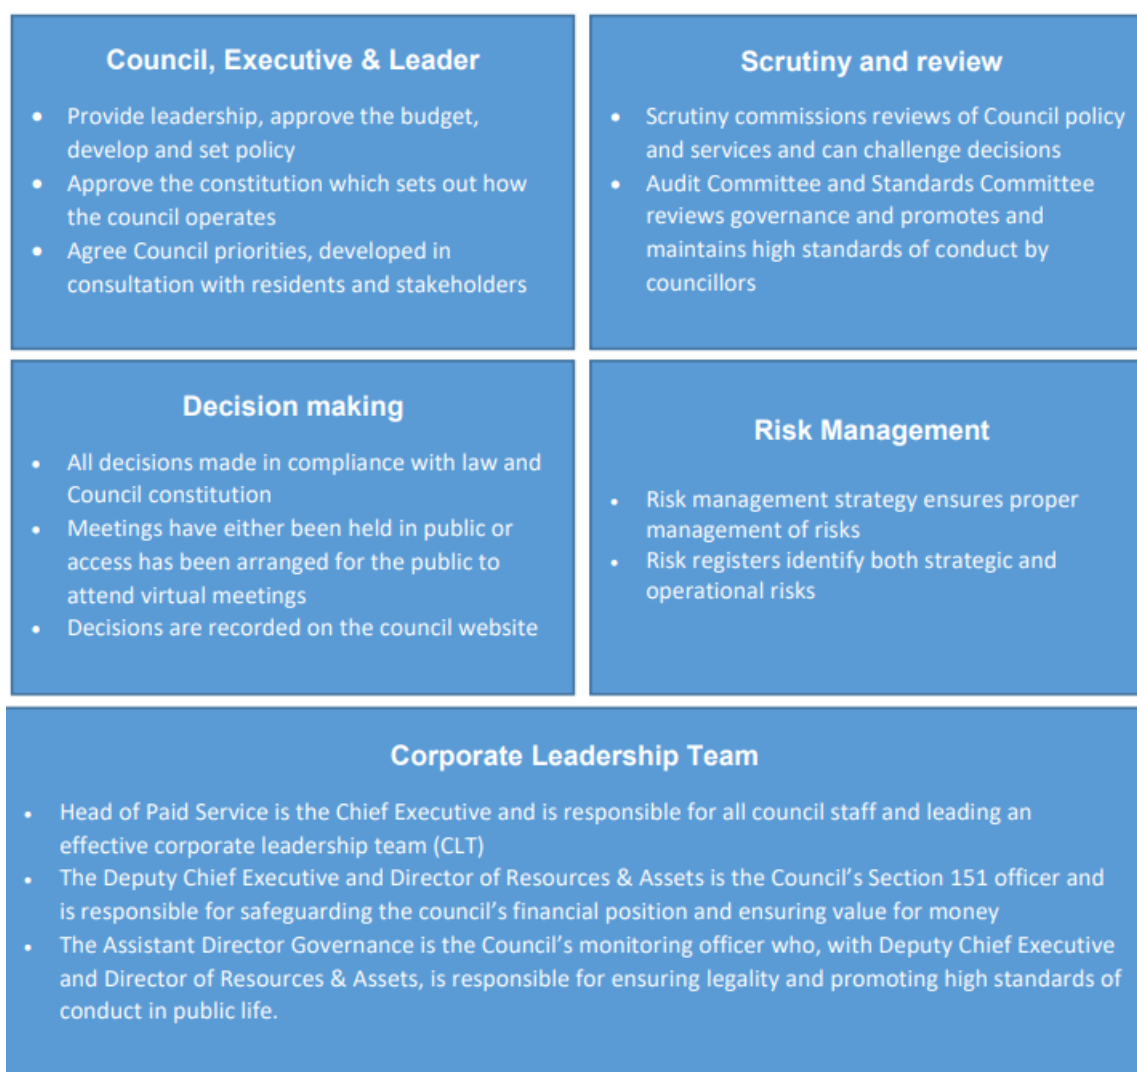 Council, Executive & Leader
• Provide leadership, approve the budget,
develop and set policy
• Approve the constitution which sets out how
the council operates
• Agree Council priorities, developed in
consultation with residents and stakeholders
Scrutiny and review
• Scrutiny commissions reviews of Council policy
and services and can challenge decisions
• Audit Committee and Standards Committee
reviews governance and promotes and
maintains high standards of conduct by
councillors
Decision making
• All decisions made in compliance with law and
Council constitution
• Meetings have either been held in public or
access has been arranged for the public to
attend virtual meetings
• Decisions are recorded on the council website
Risk Management
• Risk management strategy ensures proper
management of risks
• Risk registers identify both strategic and
operational risks
Corporate Leadership Team
• Head of Paid Service is the Chief Executive and is responsible for all council staff and leading an
effective corporate leadership team (CLT)
• The Deputy Chief Executive and Director of Resources & Assets is the Council’s Section 151 officer and
is responsible for safeguarding the council’s financial position and ensuring value for money
• The Assistant Director Governance is the Council’s monitoring officer who, with Deputy Chief Executive
and Director of Resources & Assets, is responsible for ensuring legality and promoting high standards of
conduct in public life.